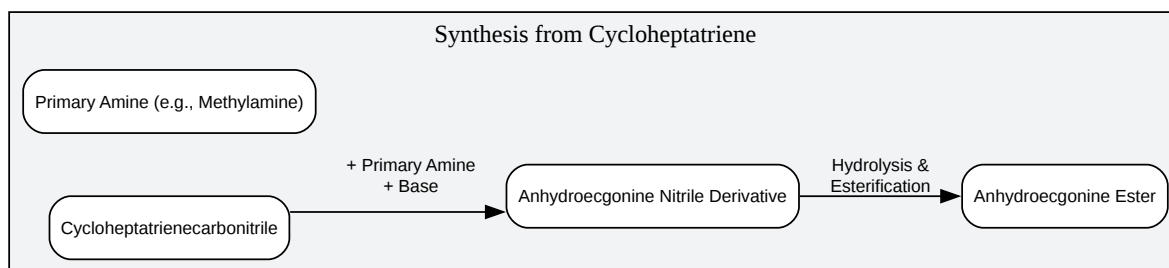 Synthesis from Cycloheptatriene
Primary Amine (e.g., Methylamine)
+ Primary Amine
+ Base
Hydrolysis &
Esterification
Cycloheptatrienecarbonitrile
Anhydroecgonine Nitrile Derivative
Anhydroecgonine Ester